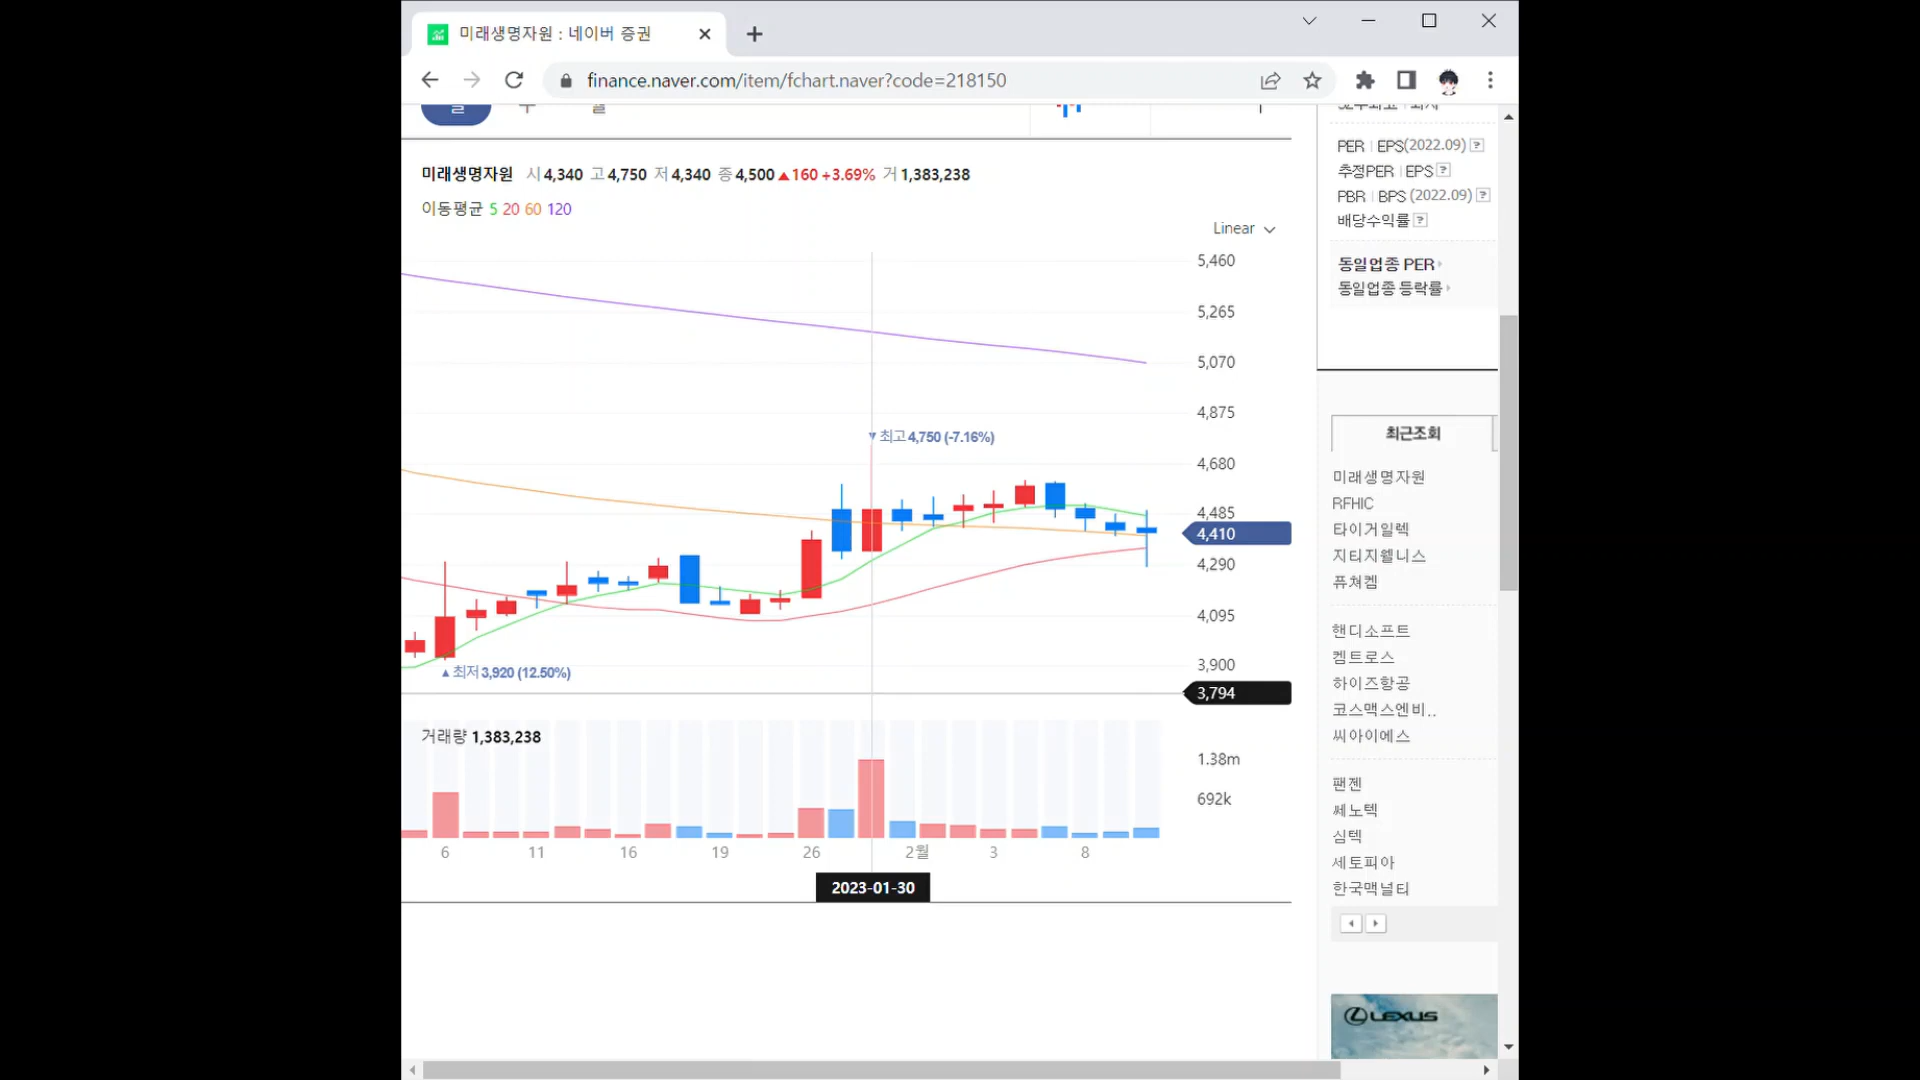 미래생명자원 : 네이버 증권
finance.naver.com/item/fchart.naver?code=218150
미래생명자원 시 4,340 고 4,750 저 4,340 종 4,500 ▲160 +3.69% 거 1,383,238
이동평균 5 20 60 120
Linear
5,460
5,265
5,070
4,875
▼최고 4,750 (-7.16%)
4,680
4,485
4,410
4,290
4,095
▲최저 3,920 (12.50%)
3,900
3,794
거래량 1,383,238
1.38m
692k
6 11 16 19 26 2월 3 8
2023-01-30
PER | EPS(2022.09) ?
추정PER | EPS ?
PBR | BPS (2022.09) ?
배당수익률 ?
동일업종 PER
동일업종 등락률
최근조회
미래생명자원
RFHIC
타이거일렉
지티지웰니스
퓨쳐켐
핸디소프트
켐트로스
하이즈항공
코스맥스엔비..
씨아이에스
팬젠
쎄노텍
심텍
세토피아
한국맥널티
LEXUS